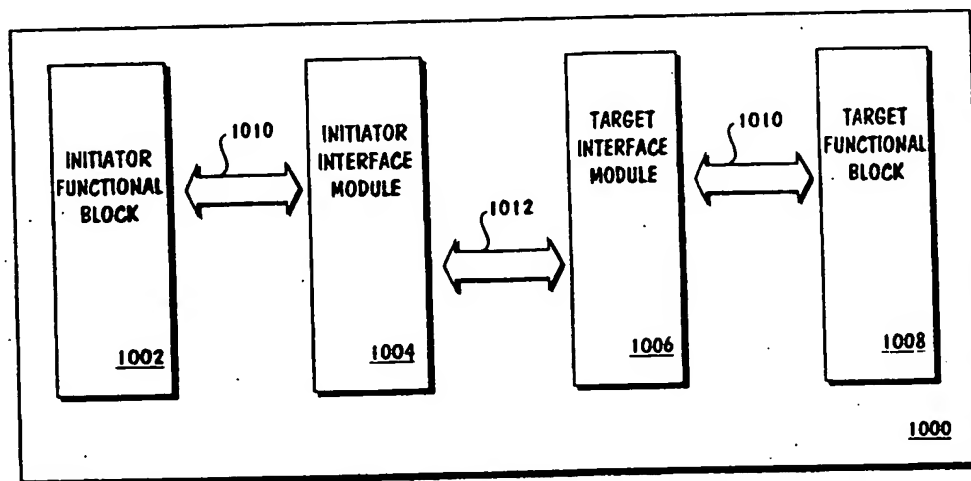 INITIATOR
FUNCTIONAL
BLOCK
1002
1010
INITIATOR
INTERFACE
MODULE
1004
1012
TARGET
INTERFACE
MODULE
1006
1010
TARGET
FUNCTIONAL
BLOCK
1008
1000